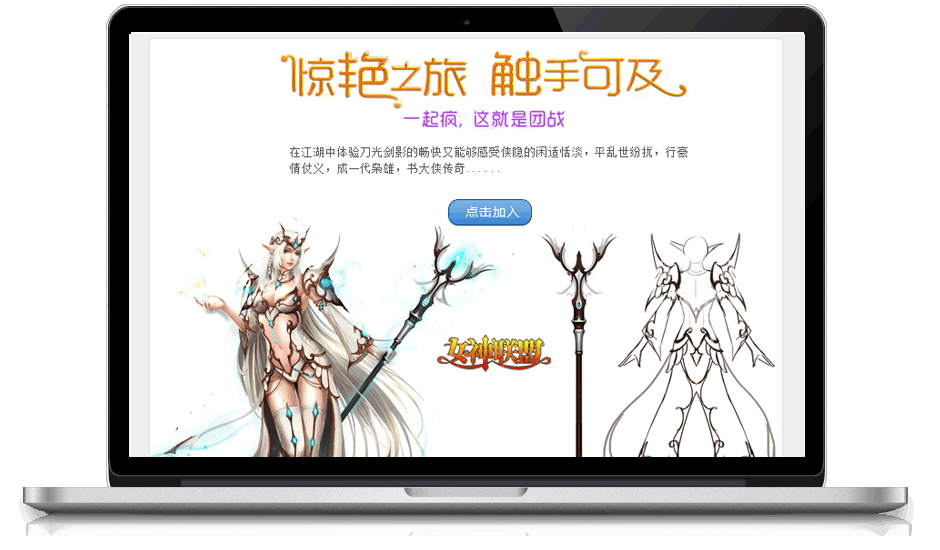 惊艳之旅 触手可及
一起疯，这就是团战
在江湖中体验刀光剑影的畅快又能够感受侠隐的闲适恬淡，平乱世纷扰，行豪
情仗义，成一代枭雄，书大侠传奇......
点击加入
女神联盟